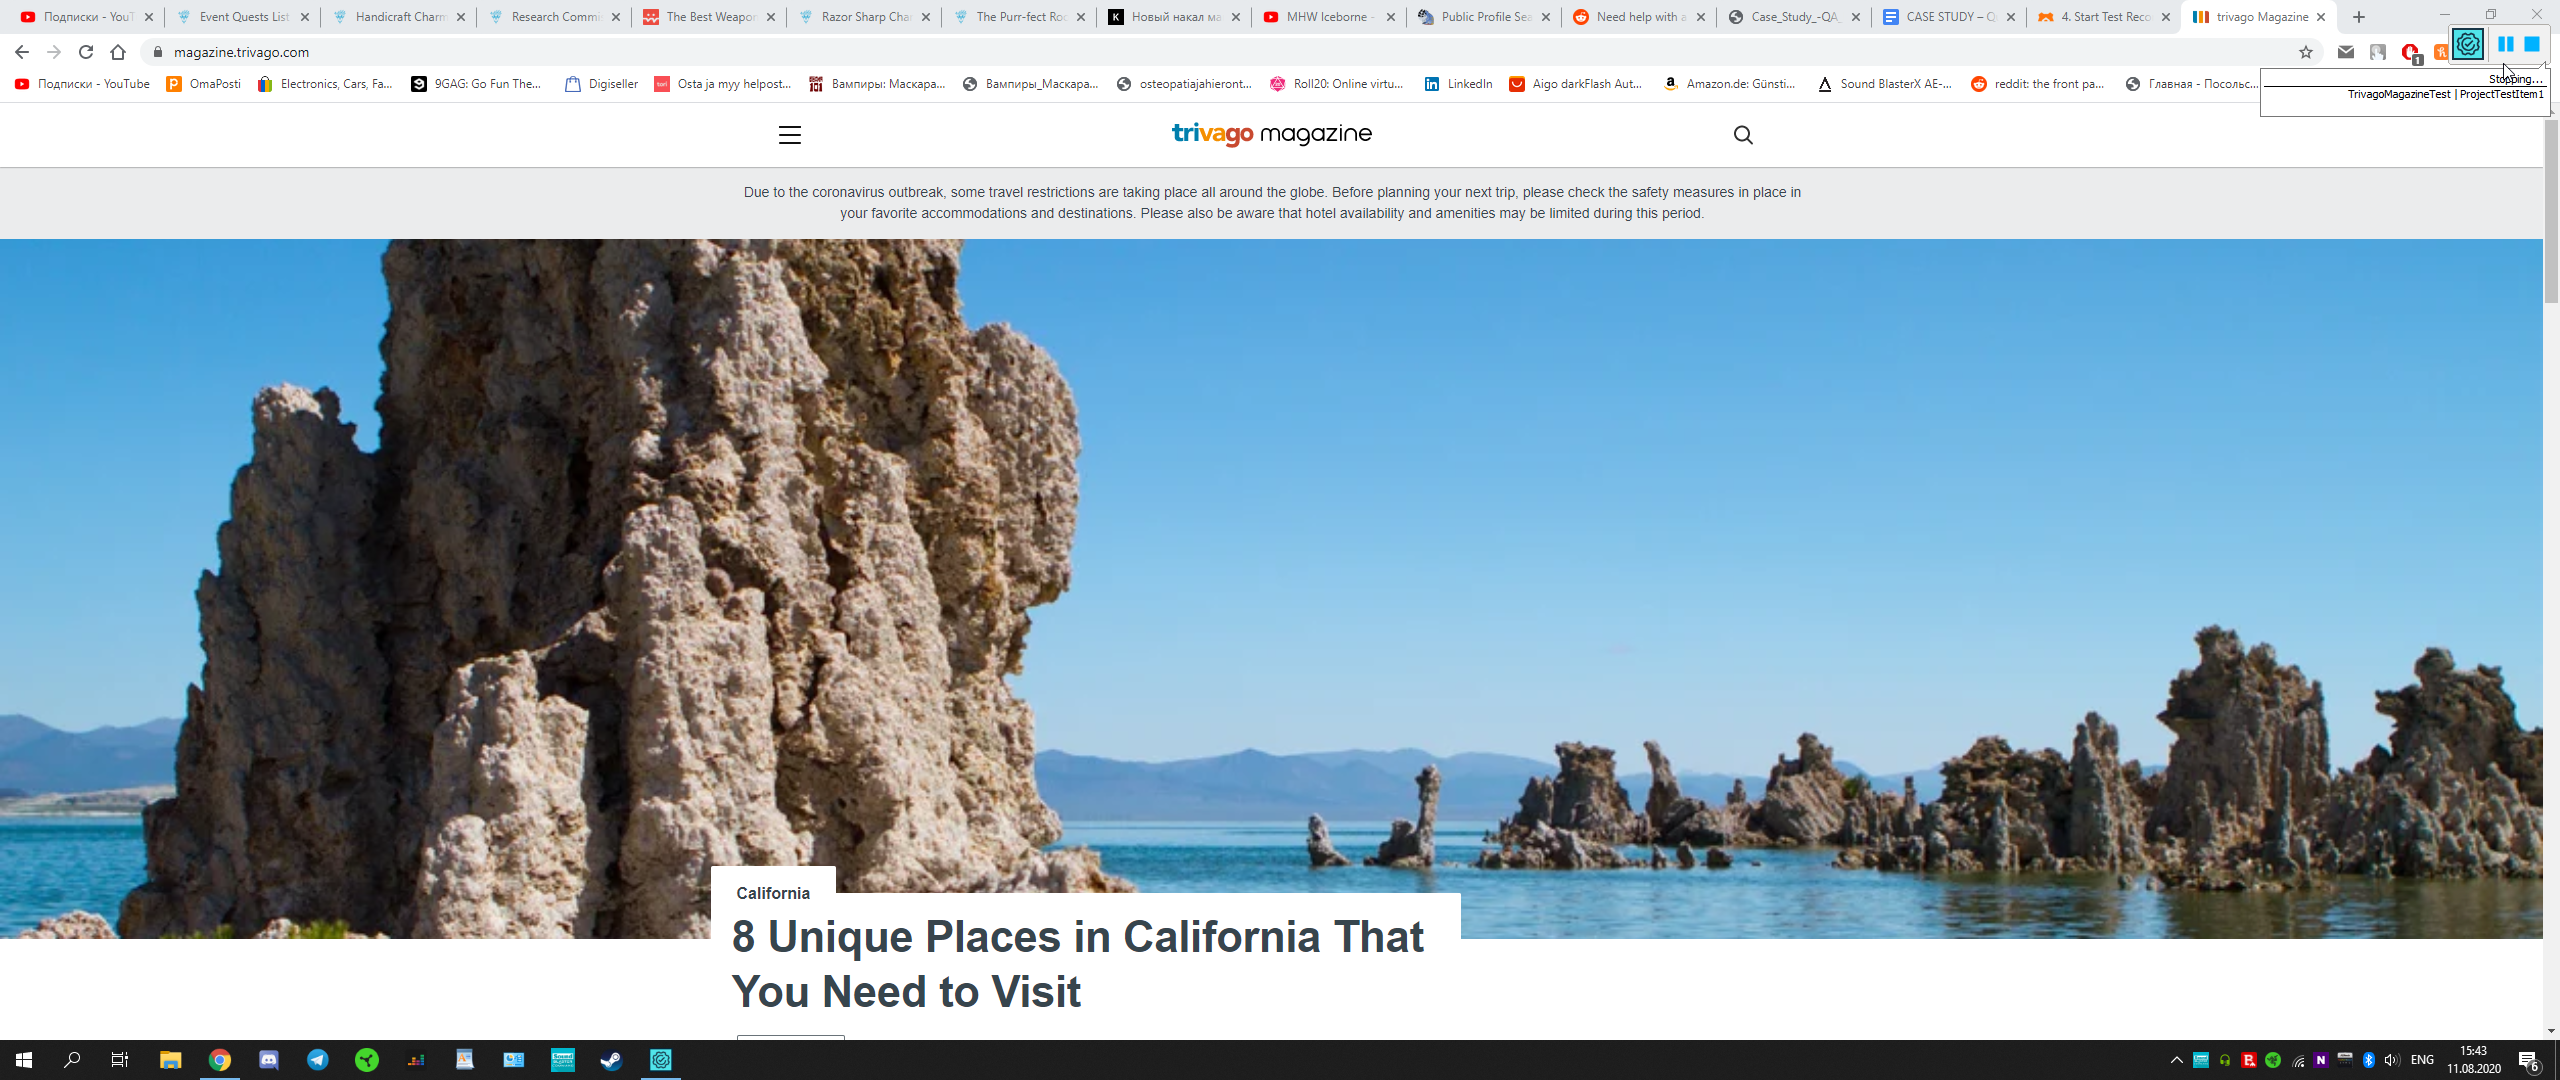 Подписки - YouT
Event Quests List
Handicraft Charm
Research Commi
The Best Weapon
Razor Sharp Cha
The Purr-fect Ro
Новый накал ма
MHW Iceborne -
Public Profile Sea
Need help with a
Case_Study_-QA_
CASE STUDY – Q
4. Start Test Reco
trivago Magazine
magazine.trivago.com
1
Stopping...
TrivagoMagazineTest | ProjectTestItem1
Подписки - YouTube
OmaPosti
Electronics, Cars, Fa...
9GAG: Go Fun The...
Digiseller
Osta ja myy helpost...
Вампиры: Маскара...
Вампиры_Маскара...
osteopatiajahieront...
Roll20: Online virtu...
LinkedIn
Aigo darkFlash Aut...
Amazon.de: Günsti...
Sound BlasterX AE-...
reddit: the front pa...
Главная - Посольс...
trivago magazine
Due to the coronavirus outbreak, some travel restrictions are taking place all around the globe. Before planning your next trip, please check the safety measures in place in
your favorite accommodations and destinations. Please also be aware that hotel availability and amenities may be limited during this period.
California
8 Unique Places in California That
You Need to Visit
ENG
15:43
11.08.2020
6